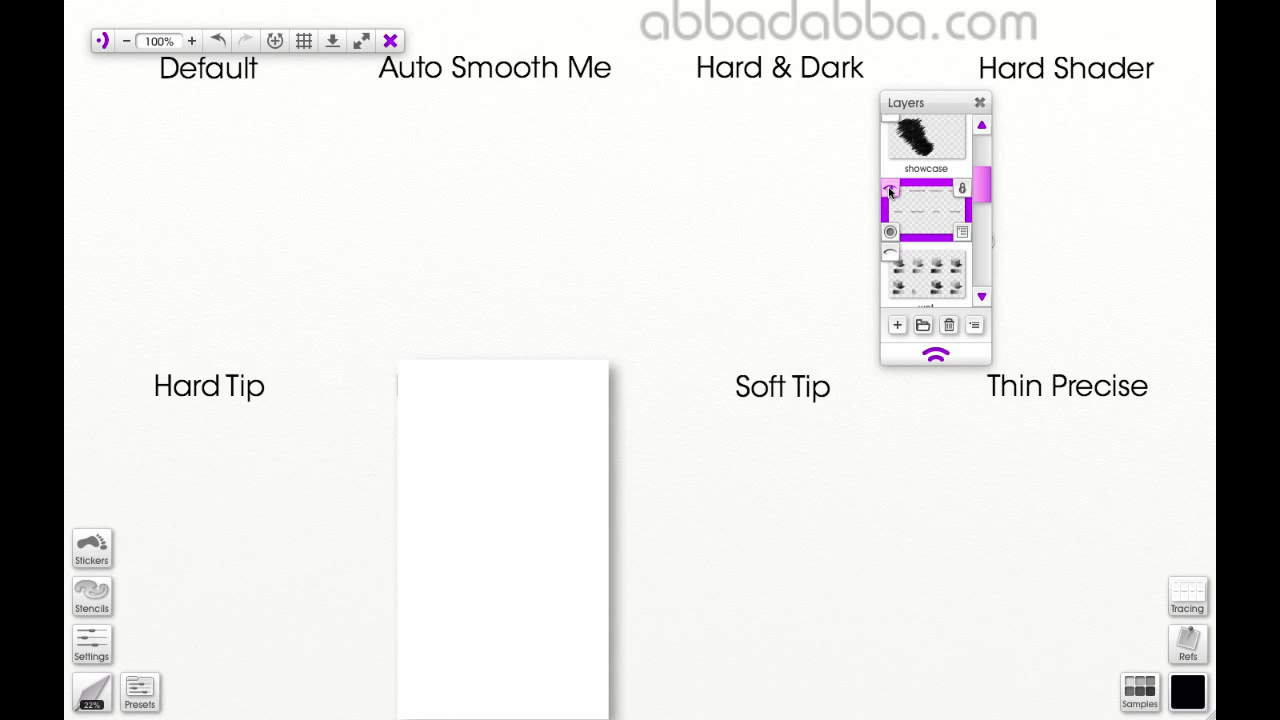 abbadabba.com
100%
Default
Auto Smooth Me
Hard & Dark
Hard Shader
Layers
showcase
Hard Tip
Soft Tip
Thin Precise
Stickers
Stencils
Settings
22%
Presets
Tracing
Refs
Samples